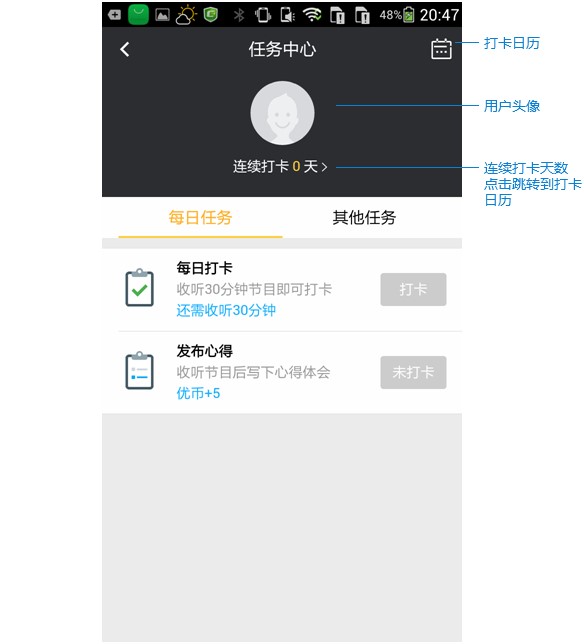 48% 20:47
任务中心
打卡日历
用户头像
连续打卡 0 天 >
连续打卡天数
点击跳转到打卡
日历
每日任务 其他任务
每日打卡
收听30分钟节目即可打卡
还需收听30分钟
打卡
发布心得
收听节目后写下心得体会
优币+5
未打卡